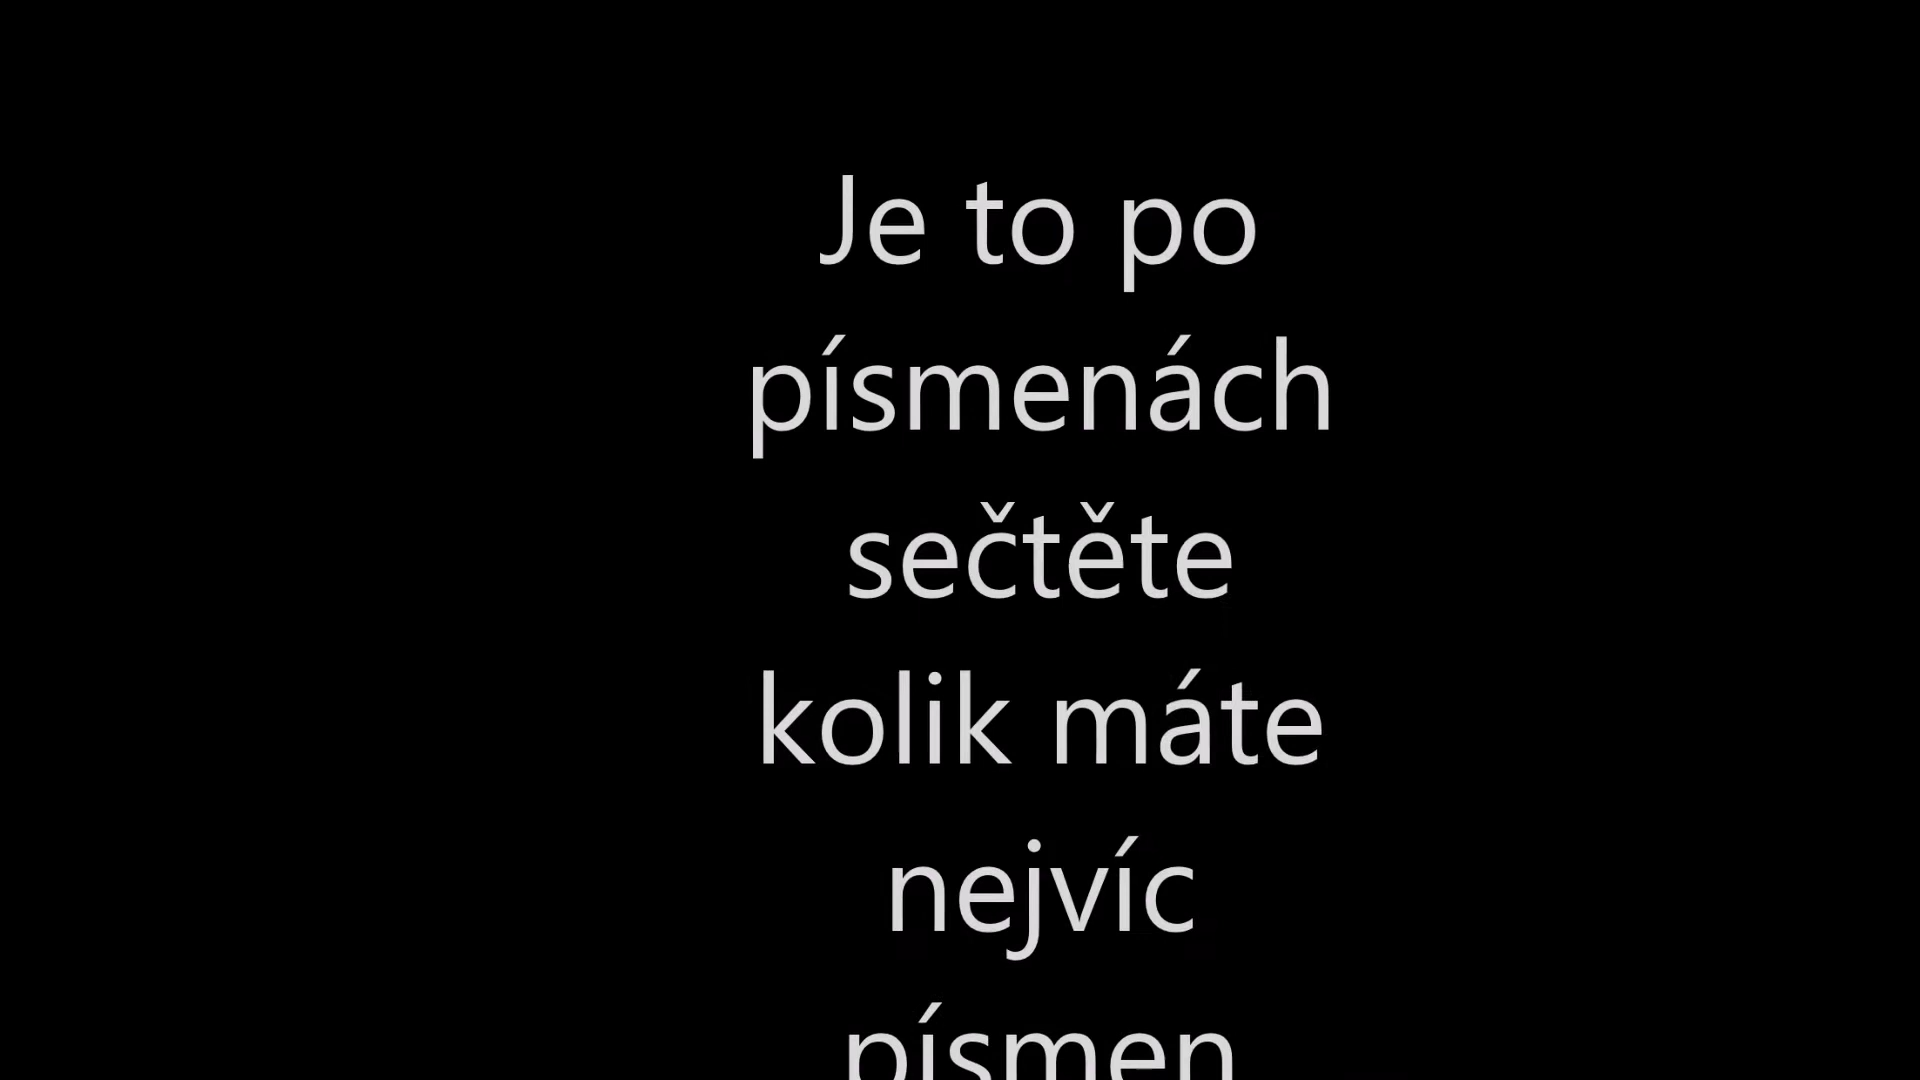 Je to po
písmenách
sečtěte
kolik máte
nejvíc
písmen